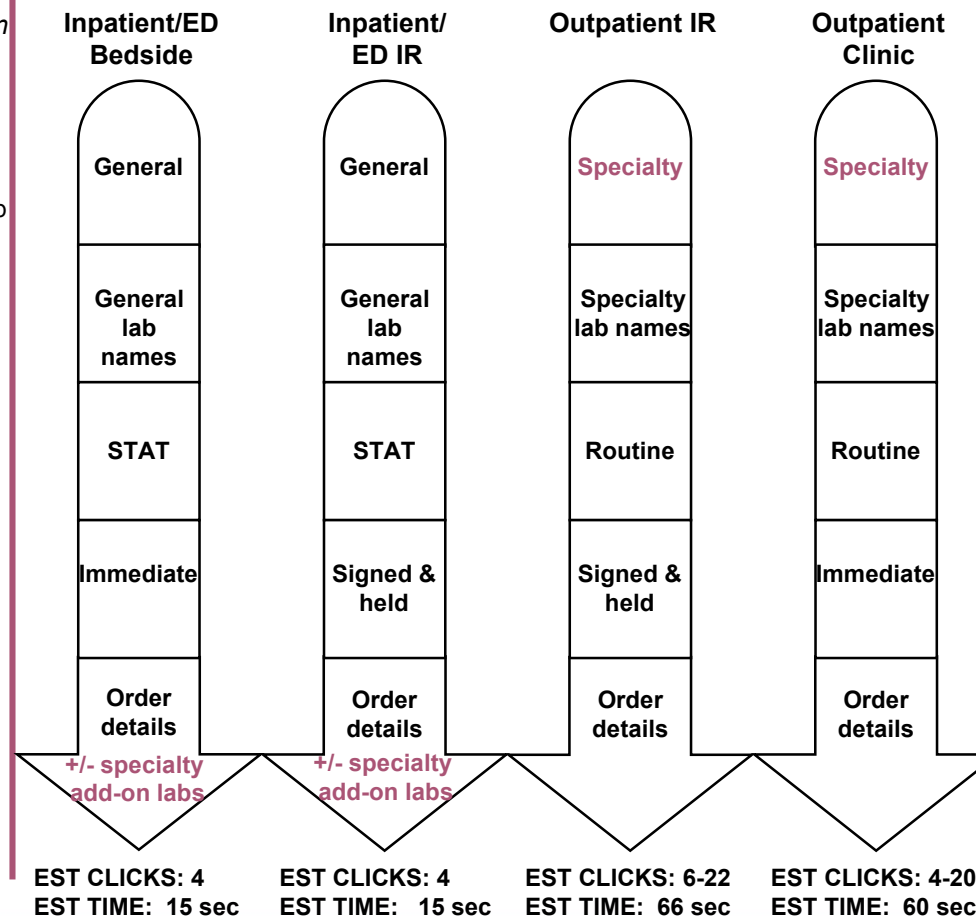 Inpatient/ED
Bedside
General
General
lab
names
STAT
Immediate
Order
details
+/- specialty
add-on labs
EST CLICKS: 4
EST TIME: 15 sec
Inpatient/
ED IR
General
General
lab
names
STAT
Signed &
held
Order
details
+/- specialty
add-on labs
EST CLICKS: 4
EST TIME: 15 sec
Outpatient IR
Specialty
Specialty
lab names
Routine
Signed &
held
Order
details
EST CLICKS: 6-22
EST TIME: 66 sec
Outpatient
Clinic
Specialty
Specialty
lab names
Routine
Immediate
Order
details
EST CLICKS: 4-20
EST TIME: 60 sec